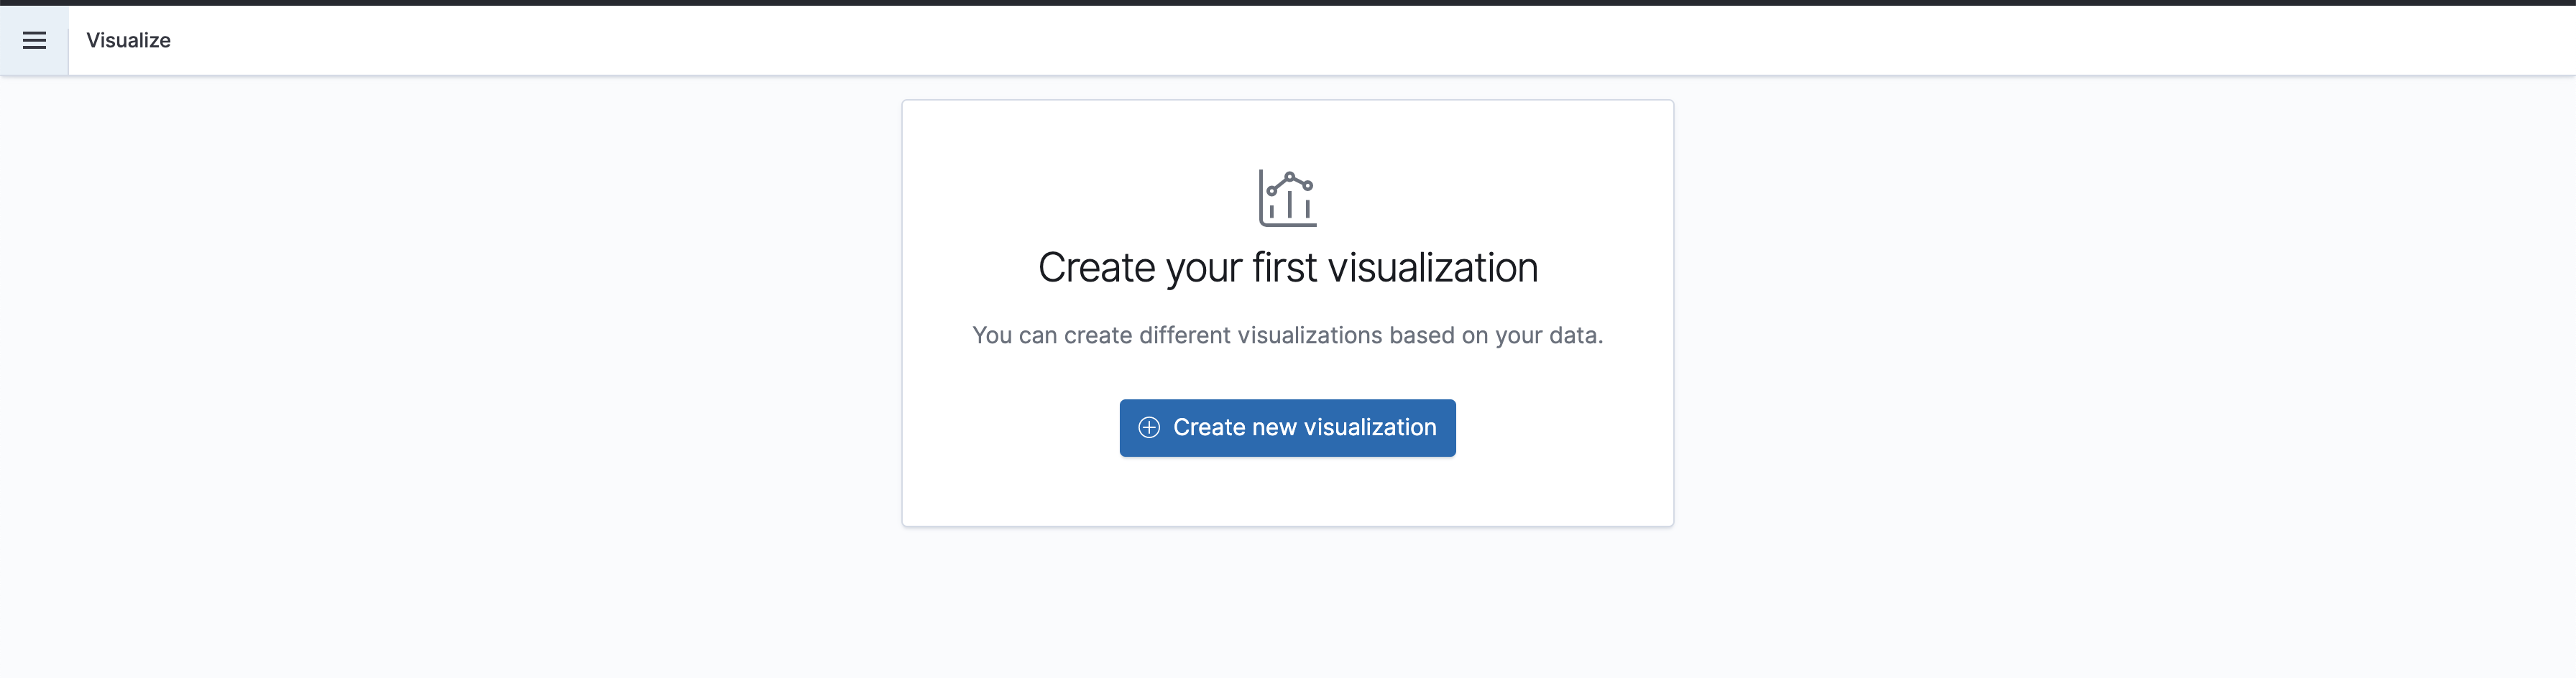 Visualize
Create your first visualization
You can create different visualizations based on your data.
Create new visualization